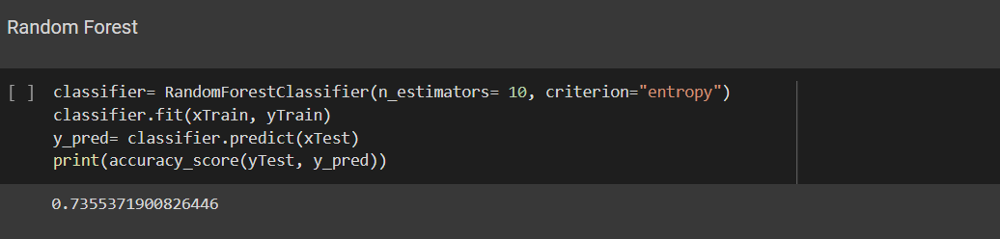 Random Forest
[ ] classifier= RandomForestClassifier(n_estimators= 10, criterion="entropy")
classifier.fit(xTrain, yTrain)
y_pred= classifier.predict(xTest)
print(accuracy_score(yTest, y_pred))
0.7355371900826446